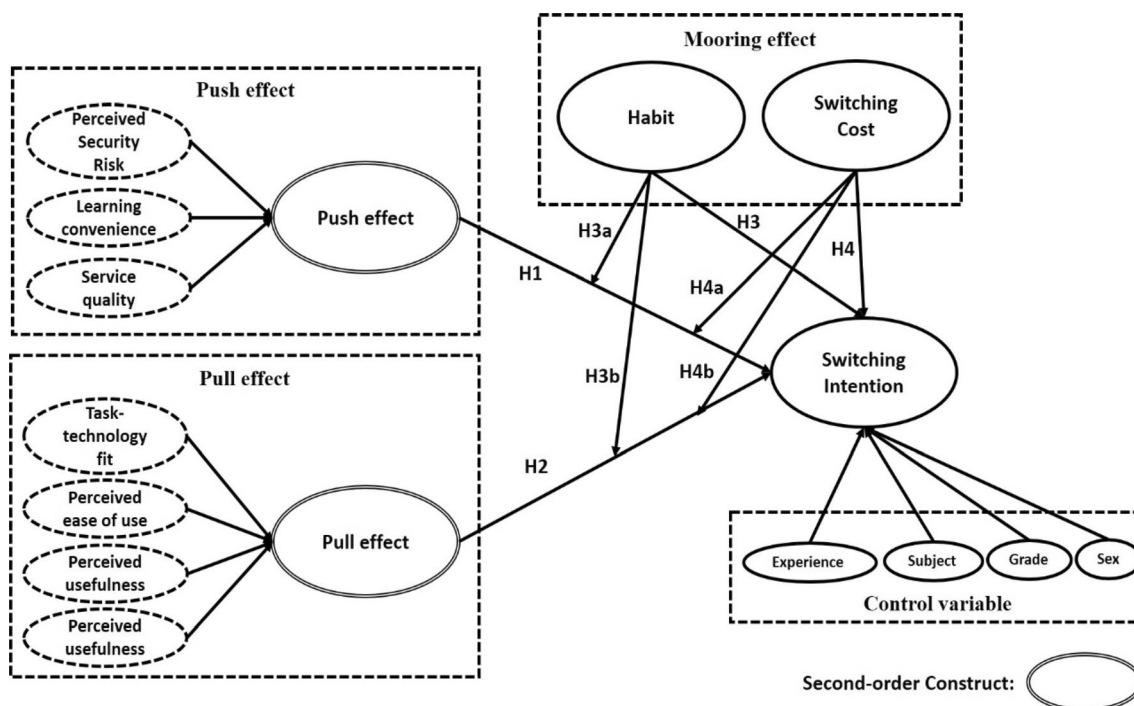 Mooring effect
Habit
Switching
Cost
Push effect
Perceived
Security
Risk
Learning
convenience
Service
quality
Push effect
H1
H3a
H3
H4a
H4
H3b
H4b
H2
Switching
Intention
Pull effect
Task-
technology
fit
Perceived
ease of use
Perceived
usefulness
Perceived
usefulness
Pull effect
Experience
Subject
Grade
Sex
Control variable
Second-order Construct: